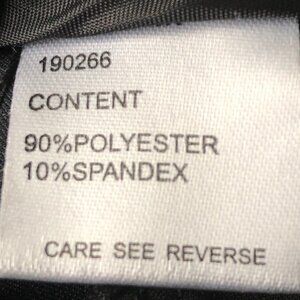 190266
CONTENT
90%POLYESTER
10%SPANDEX
CARE SEE REVERSE